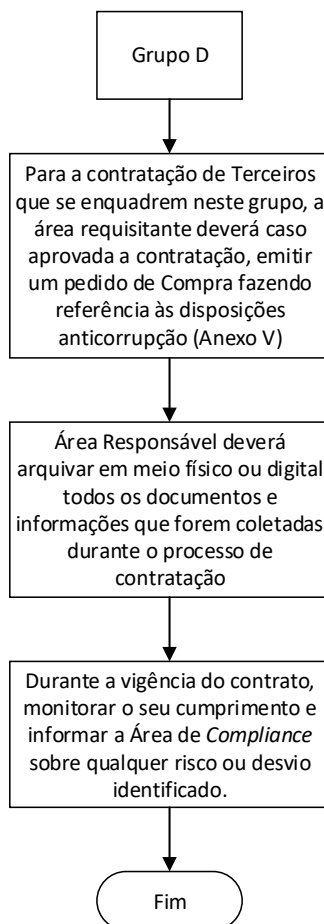 Grupo D
Para a contratação de Terceiros
que se enquadrem neste grupo, a
área requisitante deverá caso
aprovada a contratação, emitir
um pedido de Compra fazendo
referência às disposições
anticorrupção (Anexo V)
Área Responsável deverá
arquivar em meio físico ou digital
todos os documentos e
informações que forem coletadas
durante o processo de
contratação
Durante a vigência do contrato,
monitorar o seu cumprimento e
informar a Área de Compliance
sobre qualquer risco ou desvio
identificado.
Fim